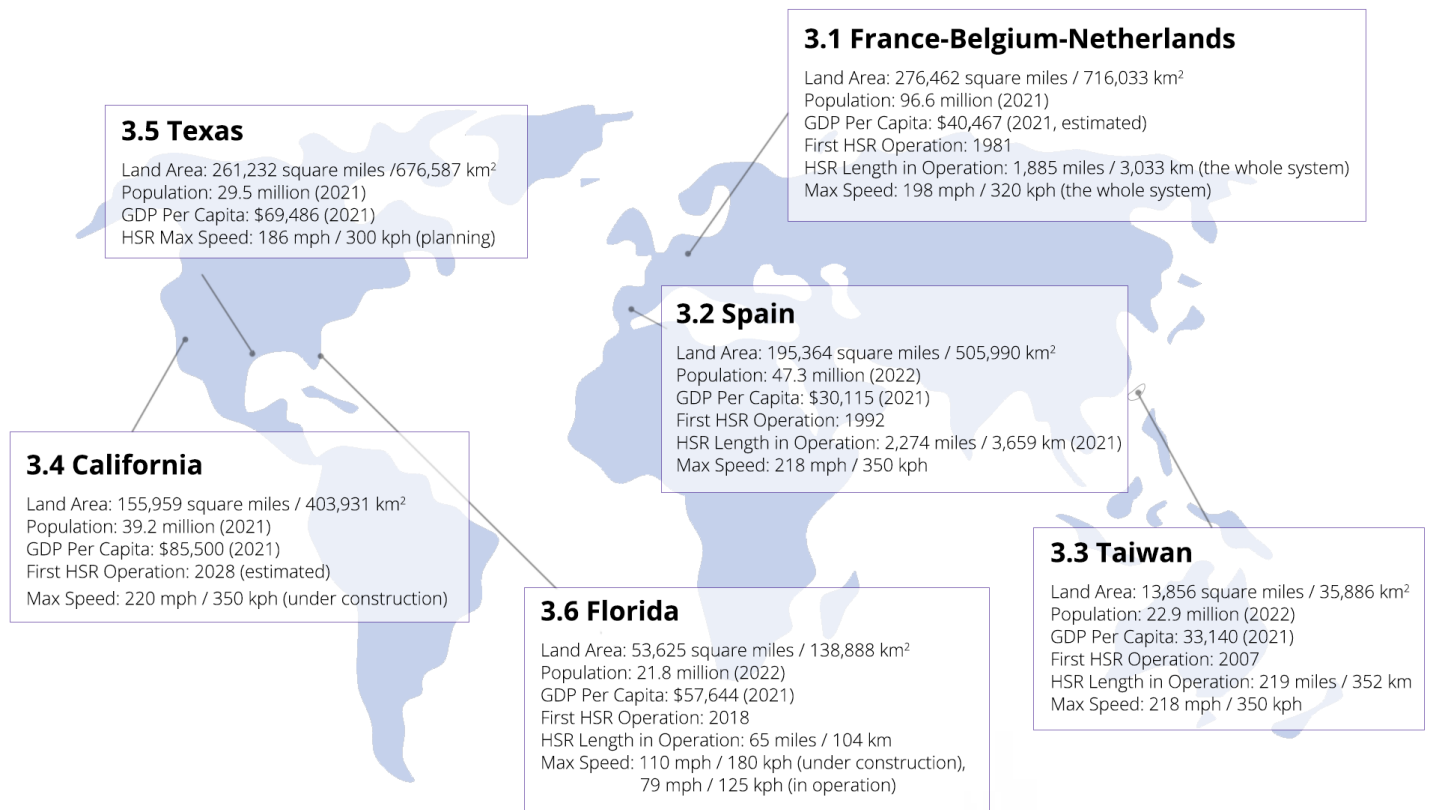 3.1 France-Belgium-Netherlands
Land Area: 276,462 square miles / 716,033 km²
Population: 96.6 million (2021)
GDP Per Capita: $40,467 (2021, estimated)
First HSR Operation: 1981
HSR Length in Operation: 1,885 miles / 3,033 km (the whole system)
Max Speed: 198 mph / 320 kph (the whole system)
3.5 Texas
Land Area: 261,232 square miles /676,587 km²
Population: 29.5 million (2021)
GDP Per Capita: $69,486 (2021)
HSR Max Speed: 186 mph / 300 kph (planning)
3.2 Spain
Land Area: 195,364 square miles / 505,990 km²
Population: 47.3 million (2022)
GDP Per Capita: $30,115 (2021)
First HSR Operation: 1992
HSR Length in Operation: 2,274 miles / 3,659 km (2021)
Max Speed: 218 mph / 350 kph
3.4 California
Land Area: 155,959 square miles / 403,931 km²
Population: 39.2 million (2021)
GDP Per Capita: $85,500 (2021)
First HSR Operation: 2028 (estimated)
Max Speed: 220 mph / 350 kph (under construction)
3.3 Taiwan
Land Area: 13,856 square miles / 35,886 km²
Population: 22.9 million (2022)
GDP Per Capita: 33,140 (2021)
First HSR Operation: 2007
HSR Length in Operation: 219 miles / 352 km
Max Speed: 218 mph / 350 kph
3.6 Florida
Land Area: 53,625 square miles / 138,888 km²
Population: 21.8 million (2022)
GDP Per Capita: $57,644 (2021)
First HSR Operation: 2018
HSR Length in Operation: 65 miles / 104 km
Max Speed: 110 mph / 180 kph (under construction),
79 mph / 125 kph (in operation)